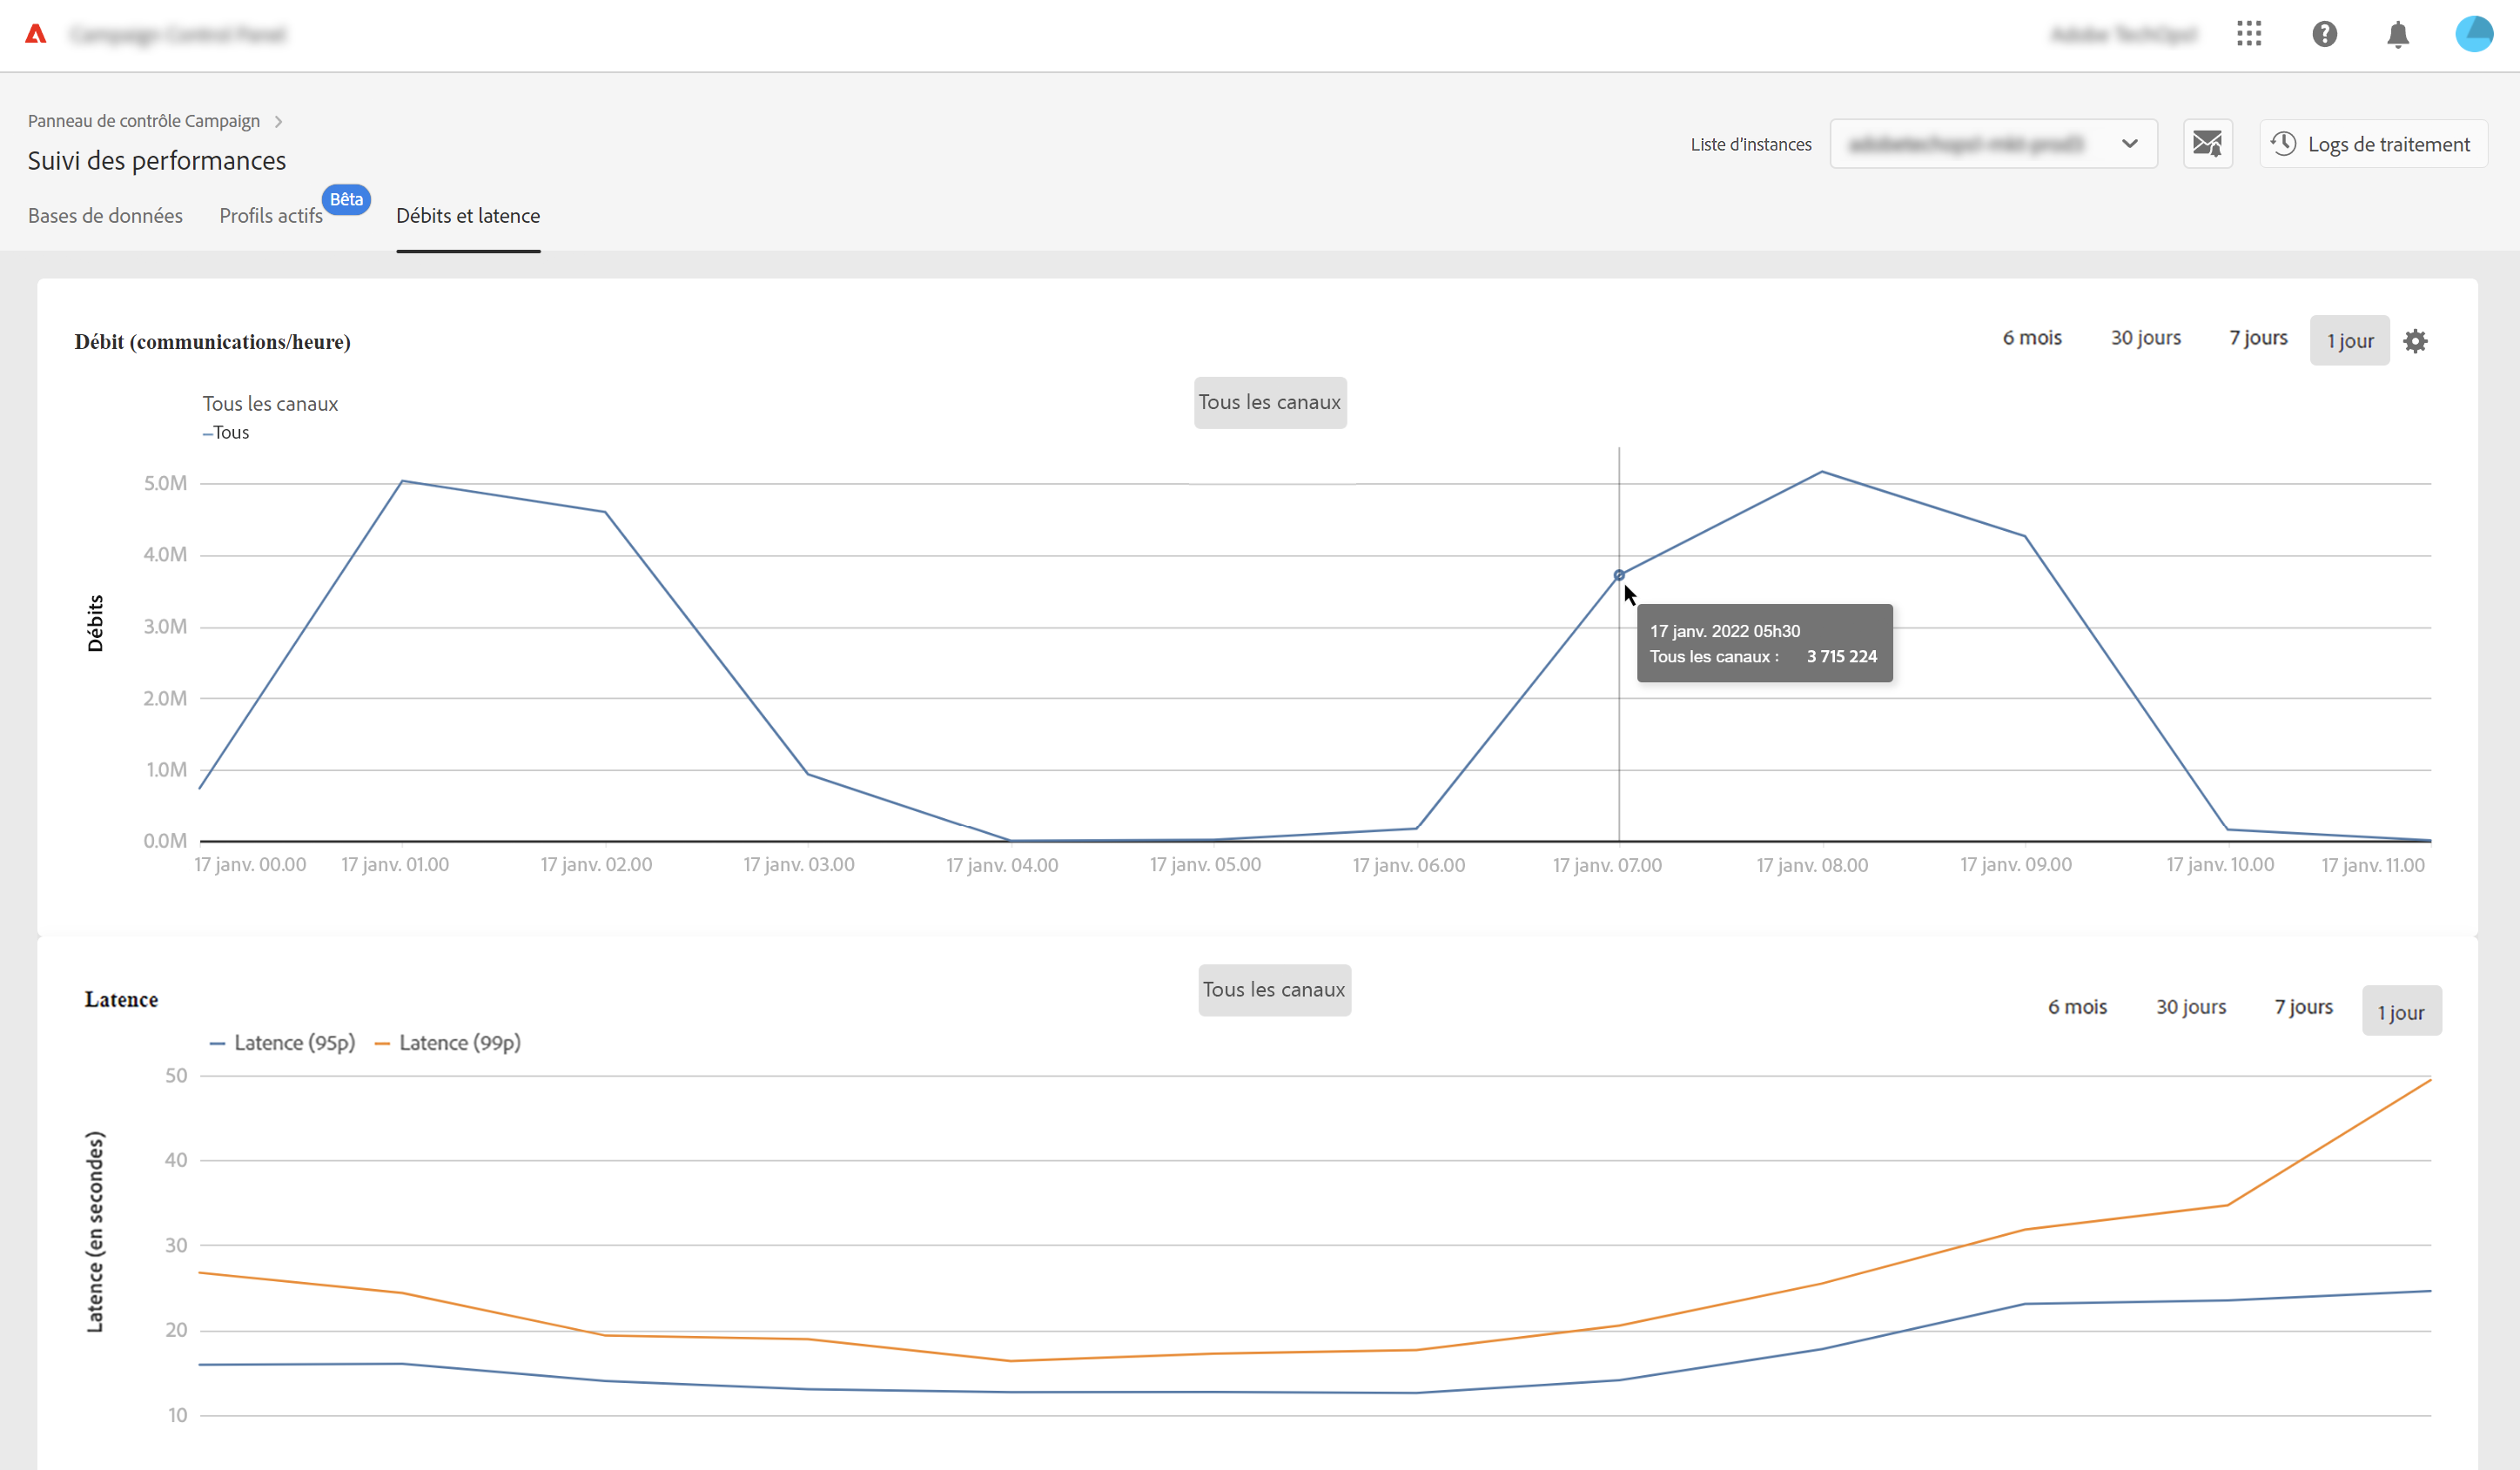 Panneau de contrôle Campaign
Suivi des performances
Liste d'instances
Logs de traitement
Bases de données
Profils actifs
Bêta
Débits et latence
Débit (communications/heure)
6 mois
30 jours
7 jours
1 jour
Tous les canaux
Tous les canaux
–Tous
5.0M
4.0M
3.0M
2.0M
1.0M
0.0M
Débits
17 janv. 2022 05h30
Tous les canaux : 3 715 224
17 janv. 00.00
17 janv. 01.00
17 janv. 02.00
17 janv. 03.00
17 janv. 04.00
17 janv. 05.00
17 janv. 06.00
17 janv. 07.00
17 janv. 08.00
17 janv. 09.00
17 janv. 10.00
17 janv. 11.00
Latence
Tous les canaux
6 mois
30 jours
7 jours
1 jour
Latence (95p)
Latence (99p)
50
40
30
20
10
Latence (en secondes)